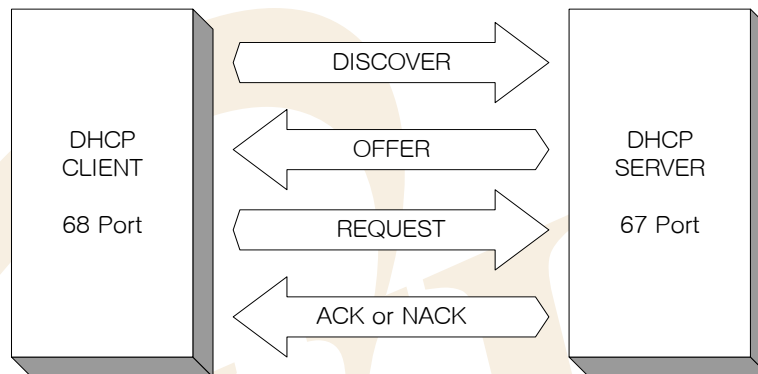 DHCP
CLIENT
68 Port
DISCOVER
OFFER
REQUEST
ACK or NACK
DHCP
SERVER
67 Port